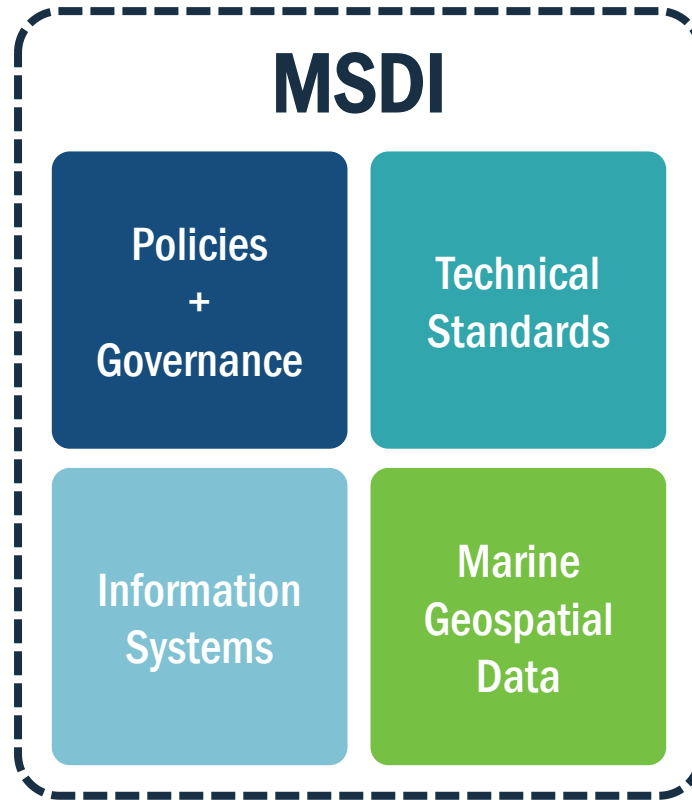 MSDI
Policies
+
Governance
Technical
Standards
Information
Systems
Marine
Geospatial
Data